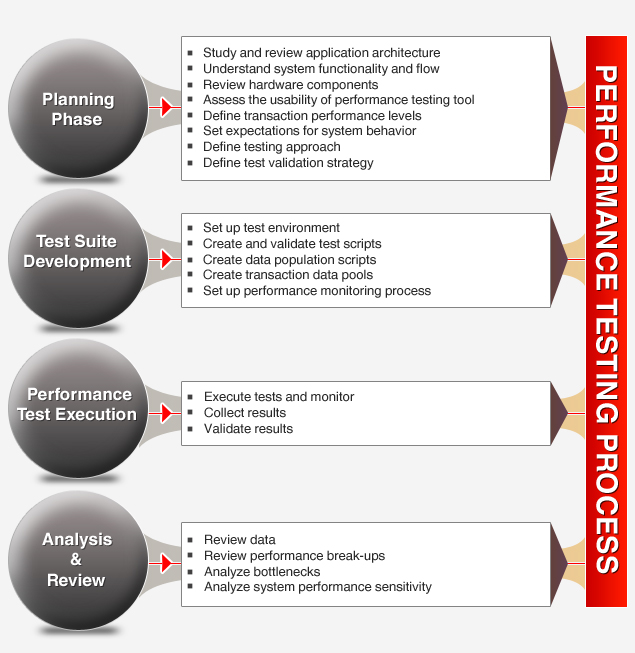 Planning
Phase
Study and review application architecture
Understand system functionality and flow
Review hardware components
Assess the usability of performance testing tool
Define transaction performance levels
Set expectations for system behavior
Define testing approach
Define test validation strategy
Test Suite
Development
Set up test environment
Create and validate test scripts
Create data population scripts
Create transaction data pools
Set up performance monitoring process
Performance
Test Execution
Execute tests and monitor
Collect results
Validate results
Analysis
&
Review
Review data
Review performance break-ups
Analyze bottlenecks
Analyze system performance sensitivity
PERFORMANCE TESTING PROCESS